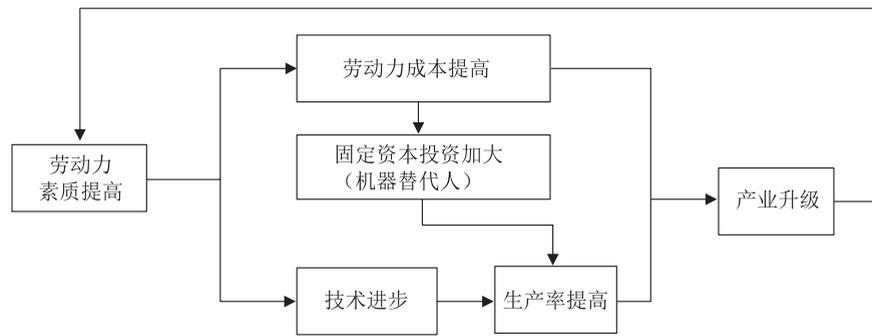 劳动力成本提高
劳动力
素质提高
固定资本投资加大
（机器替代人）
产业升级
技术进步
生产率提高